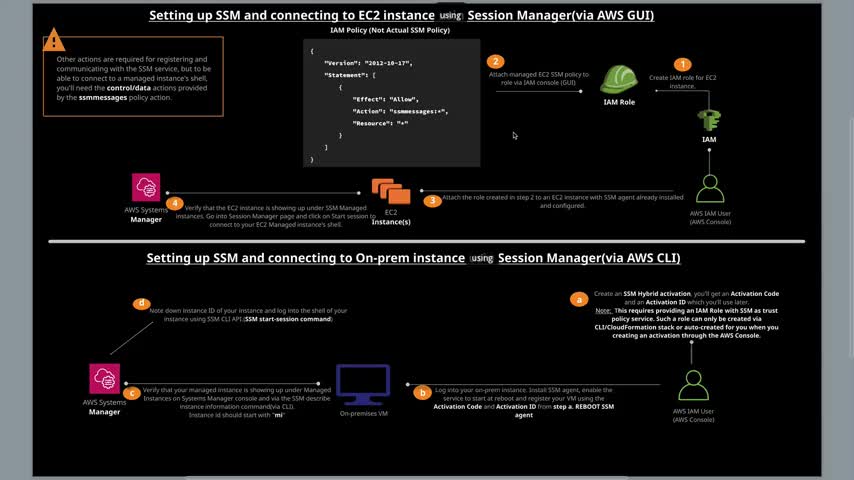 Setting up SSM and connecting to EC2 instance using Session Manager(via AWS GUI)
IAM Policy (Not Actual SSM Policy)
Other actions are required for registering and
communicating with the SSM service, but to be
able to connect to a managed instance's shell,
you'll need the control/data actions provided
by the ssmmessages policy action.
{
"Version": "2012-10-17",
"Statement": [
{
"Effect": "Allow",
"Action": "ssmmessages:*",
"Resource": "*"
}
]
}
2
Attach managed EC2 SSM policy to
role via IAM console (GUI)
IAM Role
1
Create IAM role for EC2
instance.
IAM
AWS IAM User
(AWS Console)
3
Attach the role created in step 2 to an EC2 instance with SSM agent already installed
and configured.
EC2
Instance(s)
4
Verify that the EC2 instance is showing up under SSM Managed
Instances. Go into Session Manager page and click on Start session to
connect to your EC2 Managed instance's shell.
AWS Systems
Manager
Setting up SSM and connecting to On-prem instance using Session Manager(via AWS CLI)
a
Create an SSM Hybrid activation, you'll get an Activation Code
and an Activation ID which you'll use later.
Note: This requires providing an IAM Role with SSM as trust
policy service. Such a role can only be created via
CLI/CloudFormation stack or auto-created for you when you
creating an activation through the AWS Console.
AWS IAM User
(AWS Console)
b
Log into your on-prem instance. Install SSM agent, enable the
service to start at reboot and register your VM using the
Activation Code and Activation ID from step a. REBOOT SSM
agent
On-premises VM
c
Verify that your managed instance is showing up under Managed
Instances on Systems Manager console and via the SSM describe
instance information command(via CLI).
Instance id should start with "mi"
AWS Systems
Manager
d
Note down instance ID of your instance and log into the shell of your
instance using SSM CLI API (SSM start-session command)